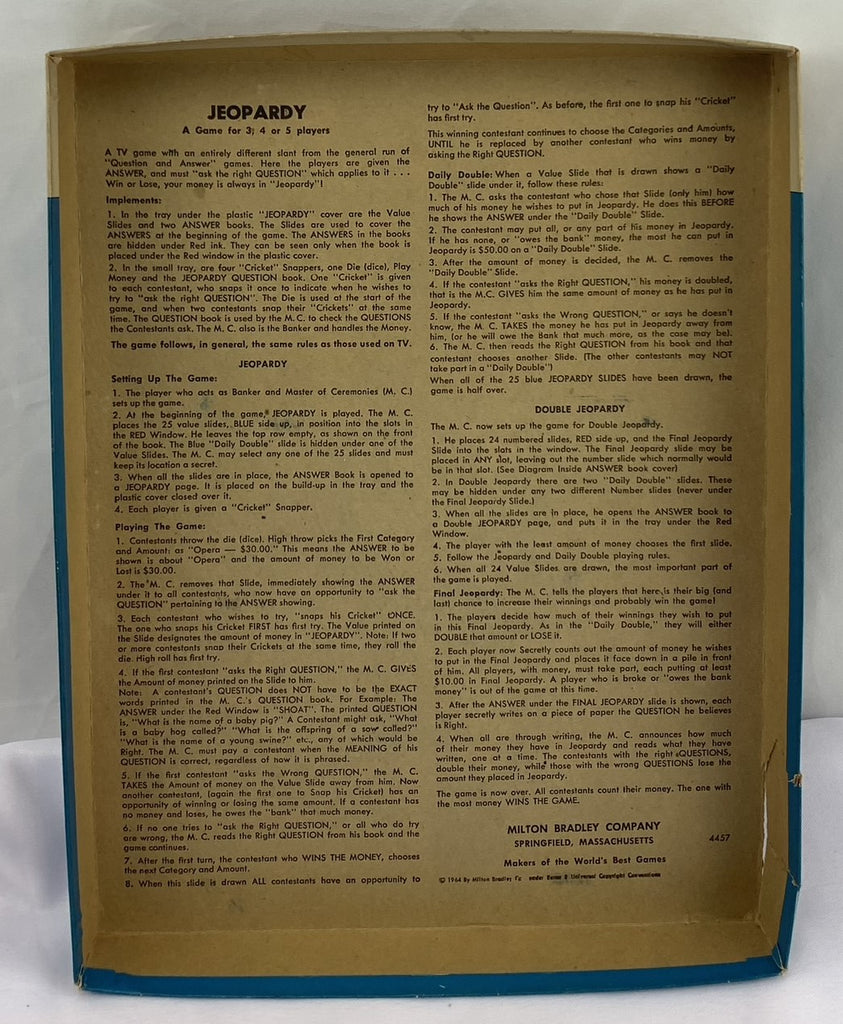 JEOPARDY
A Game for 3, 4 or 5 players
A TV game with an entirely different slant from the general run of
"Question and Answer" games. Here the players are given the
ANSWER, and must "ask the right QUESTION" which applies to it . . .
Win or Lose, your money is always in "Jeopardy"!
Implements:
1. In the tray under the plastic "JEOPARDY" cover are the Value
Slides and two ANSWER books. The Slides are used to cover the
ANSWERS at the beginning of the game. The ANSWERS in the books
are hidden under Red ink. They can be seen only when the book is
placed under the Red window in the plastic cover.
2. In the small tray, are four "Cricket" Snappers, one Die (dice), Play
Money and the JEOPARDY QUESTION book. One "Cricket" is given
to each contestant, who snaps it once to indicate when he wishes to
try to "ask the right QUESTION". The Die is used at the start of the
game, and when two contestants snap their "Crickets" at the same
time. The QUESTION book is used by the M. C. to check the QUESTIONS
the Contestants ask. The M. C. also is the Banker and handles the Money.
The game follows, in general, the same rules as those used on TV.
JEOPARDY
Setting Up The Game:
1. The player who acts as Banker and Master of Ceremonies (M. C.)
sets up the game.
2. At the beginning of the game, JEOPARDY is played. The M. C.
places the 25 value slides, BLUE side up, in position into the slots in
the RED Window. He leaves the top row empty, as shown on the front
of the book. The Blue "Daily Double" slide is hidden under one of the
Value Slides. The M. C. may select any one of the 25 slides and must
keep its location a secret.
3. When all the slides are in place, the ANSWER Book is opened to
a JEOPARDY page. It is placed on the build-up in the tray and the
plastic cover closed over it.
4. Each player is given a "Cricket" Snapper.
Playing The Game:
1. Contestants throw the die (dice). High throw picks the First Category
and Amount: as "Opera — $30.00." This means the ANSWER to be
shown is about "Opera" and the amount of money to be Won or
Lost is $30.00.
2. The M. C. removes that Slide, immediately showing the ANSWER
under it to all contestants, who now have an opportunity to "ask the
QUESTION" pertaining to the ANSWER showing.
3. Each contestant who wishes to try, "snaps his Cricket" ONCE.
The one who snaps his Cricket FIRST has first try. The Value printed on
the Slide designates the amount of money in "JEOPARDY". Note: If two
or more contestants snap their Crickets at the same time, they roll the
die. High roll has first try.
4. If the first contestant "asks the Right QUESTION," the M. C. GIVES
the Amount of money printed on the Slide to him.
Note: A contestant's QUESTION does NOT have to be the EXACT
words printed in the M. C.'s QUESTION book. For Example: The
ANSWER under the Red Window is "SHOAT". The printed QUESTION
is, "What is the name of a baby pig?" A Contestant might ask, "What
is a baby hog called?" "What is the offspring of a sow called?"
"What is the name of a young swine?" etc., any of which would be
Right. The M. C. must pay a contestant when the MEANING of his
QUESTION is correct, regardless of how it is phrased.
5. If the first contestant "asks the Wrong QUESTION," the M. C.
TAKES the Amount of money on the Value Slide away from him. Now
another contestant, (again the first one to Snap his Cricket) has an
opportunity of winning or losing the same amount. If a contestant has
no money and loses, he owes the "bank" that much money.
6. If no one tries to "ask the Right QUESTION," or all who do try
are wrong, the M. C. reads the Right QUESTION from his book and the
game continues.
7. After the first turn, the contestant who WINS THE MONEY, chooses
the next Category and Amount.
8. When this slide is drawn ALL contestants have an opportunity to
try to "Ask the Question". As before, the first one to snap his "Cricket"
has first try.
This winning contestant continues to choose the Categories and Amounts,
UNTIL he is replaced by another contestant who wins money by
asking the Right QUESTION.
Daily Double: When a Value Slide that is drawn shows a "Daily
Double" slide under it, follow these rules:
1. The M. C. asks the contestant who chose that Slide (only him) how
much of his money he wishes to put in Jeopardy. He does this BEFORE
he shows the ANSWER under the "Daily Double" Slide.
2. The contestant may put all, or any part of his money in Jeopardy.
If he has none, or "owes the bank" money, the most he can put in
Jeopardy is $50.00 on a "Daily Double" Slide.
3. After the amount of money is decided, the M. C. removes the
"Daily Double" Slide.
4. If the contestant "asks the Right QUESTION," his money is doubled,
that is the M.C. GIVES him the same amount of money as he has put in
Jeopardy.
5. If the contestant "asks the Wrong QUESTION," or says he doesn't
know, the M. C. TAKES the money he has put in Jeopardy away from
him, (or he will owe the Bank that much more, as the case may be).
6. The M. C. then reads the Right QUESTION from his book and that
contestant chooses another Slide. (The other contestants may NOT
take part in a "Daily Double")
When all of the 25 blue JEOPARDY SLIDES have been drawn, the
game is half over.
DOUBLE JEOPARDY
The M. C. now sets up the game for Double Jeopardy.
1. He places 24 numbered slides, RED side up, and the Final Jeopardy
Slide into the slots in the window. The Final Jeopardy slide may be
placed in ANY slot, leaving out the number slide which normally would
be in that slot. (See Diagram Inside ANSWER book cover)
2. In Double Jeopardy there are two "Daily Double" slides. These
may be hidden under any two different Number slides (never under
the Final Jeopardy Slide.)
3. When all the slides are in place, he opens the ANSWER book to
a Double JEOPARDY page, and puts it in the tray under the Red
Window.
4. The player with the least amount of money chooses the first slide.
5. Follow the Jeopardy and Daily Double playing rules.
6. When all 24 Value Slides are drawn, the most important part of
the game is played.
Final Jeopardy: The M. C. tells the players that here is their big (and
last) chance to increase their winnings and probably win the game!
1. The players decide how much of their winnings they wish to put
in this Final Jeopardy. As in the "Daily Double," they will either
DOUBLE that amount or LOSE it.
2. Each player now Secretly counts out the amount of money he wishes
to put in the Final Jeopardy and places it face down in a pile in front
of him. All players, with money, must take part, each putting at least
$10.00 in Final Jeopardy. A player who is broke or "owes the bank
money" is out of the game at this time.
3. After the ANSWER under the FINAL JEOPARDY slide is shown, each
player secretly writes on a piece of paper the QUESTION he believes
is Right.
4. When all are through writing, the M. C. announces how much
of their money they have in Jeopardy and reads what they have
written, one at a time. The contestants with the right QUESTIONS,
double their money, while those with the wrong QUESTIONS lose the
amount they placed in Jeopardy.
The game is now over. All contestants count their money. The one with
the most money WINS THE GAME.
MILTON BRADLEY COMPANY
SPRINGFIELD, MASSACHUSETTS
4457
Makers of the World's Best Games
© 1964 By Milton Bradley Co. under Berne & Universal Copyright Conventions